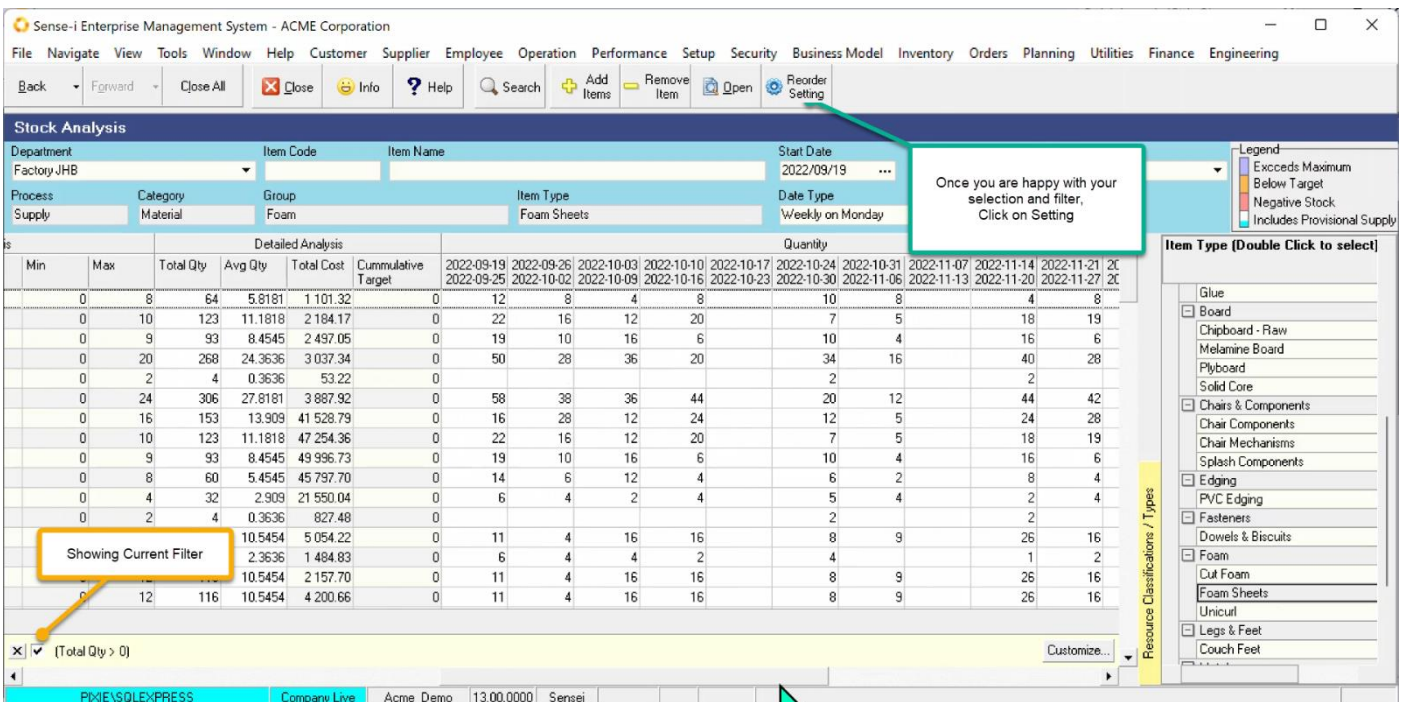 Sense-i Enterprise Management System - ACME Corporation
File Navigate View Tools Window Help Customer Supplier Employee Operation Performance Setup Security Business Model Inventory Orders Planning Utilities Finance Engineering
Back Forward Close All Close Info ? Help Search Add Items Remove Item Open Reorder Setting
Stock Analysis
Department Item Code Item Name Start Date
Factory JHB 2022/09/19 ...
Process Category Group Item Type Date Type
Supply Material Foam Foam Sheets Weekly on Monday
Once you are happy with your
selection and filter,
Click on Setting
Legend
Exceeds Maximum
Below Target
Negative Stock
Includes Provisional Supply
is Detailed Analysis Quantity
Min Max Total Qty Avg Qty Total Cost Cummulative Target
2022-09-19 2022-09-26 2022-10-03 2022-10-10 2022-10-17 2022-10-24 2022-10-31 2022-11-07 2022-11-14 2022-11-21 20
2022-09-25 2022-10-02 2022-10-09 2022-10-16 2022-10-23 2022-10-30 2022-11-06 2022-11-13 2022-11-20 2022-11-27 20
0 8 64 5.8181 1 101.32 0 12 8 4 8 10 8 4 8
0 10 123 11.1818 2 184.17 0 22 16 12 20 7 5 18 19
0 9 93 8.4545 2 497.05 0 19 10 16 6 10 4 16 6
0 20 268 24.3636 3 037.34 0 50 28 36 20 34 16 40 28
0 2 4 0.3636 53.22 0 2 2
0 24 306 27.8181 3 887.92 0 58 38 36 44 20 12 44 42
0 16 153 13.909 41 528.79 0 16 28 12 24 12 5 24 28
0 10 123 11.1818 47 254.36 0 22 16 12 20 7 5 18 19
0 9 93 8.4545 49 996.73 0 19 10 16 6 10 4 16 6
0 8 60 5.4545 45 797.70 0 14 6 12 4 6 2 8 4
0 4 32 2.909 21 550.04 0 6 4 2 4 5 4 2 4
0 2 4 0.3636 827.48 0 2 2
10.5454 5 054.22 0 11 4 16 16 8 9 26 16
2.3636 1 484.83 0 6 4 4 2 4 1 2
10.5454 2 157.70 0 11 4 16 16 8 9 26 16
12 116 10.5454 4 200.66 0 11 4 16 16 8 9 26 16
Showing Current Filter
(Total Qty > 0)
Customize...
Resource Classifications / Types
Item Type (Double Click to select)
Glue
Board
Chipboard - Raw
Melamine Board
Plyboard
Solid Core
Chairs & Components
Chair Components
Chair Mechanisms
Splash Components
Edging
PVC Edging
Fasteners
Dowels & Biscuits
Foam
Cut Foam
Foam Sheets
Unicurl
Legs & Feet
Couch Feet
PIXIE\SQLEXPRESS Company Live Acme_Demo 13.00.0000 Sensei